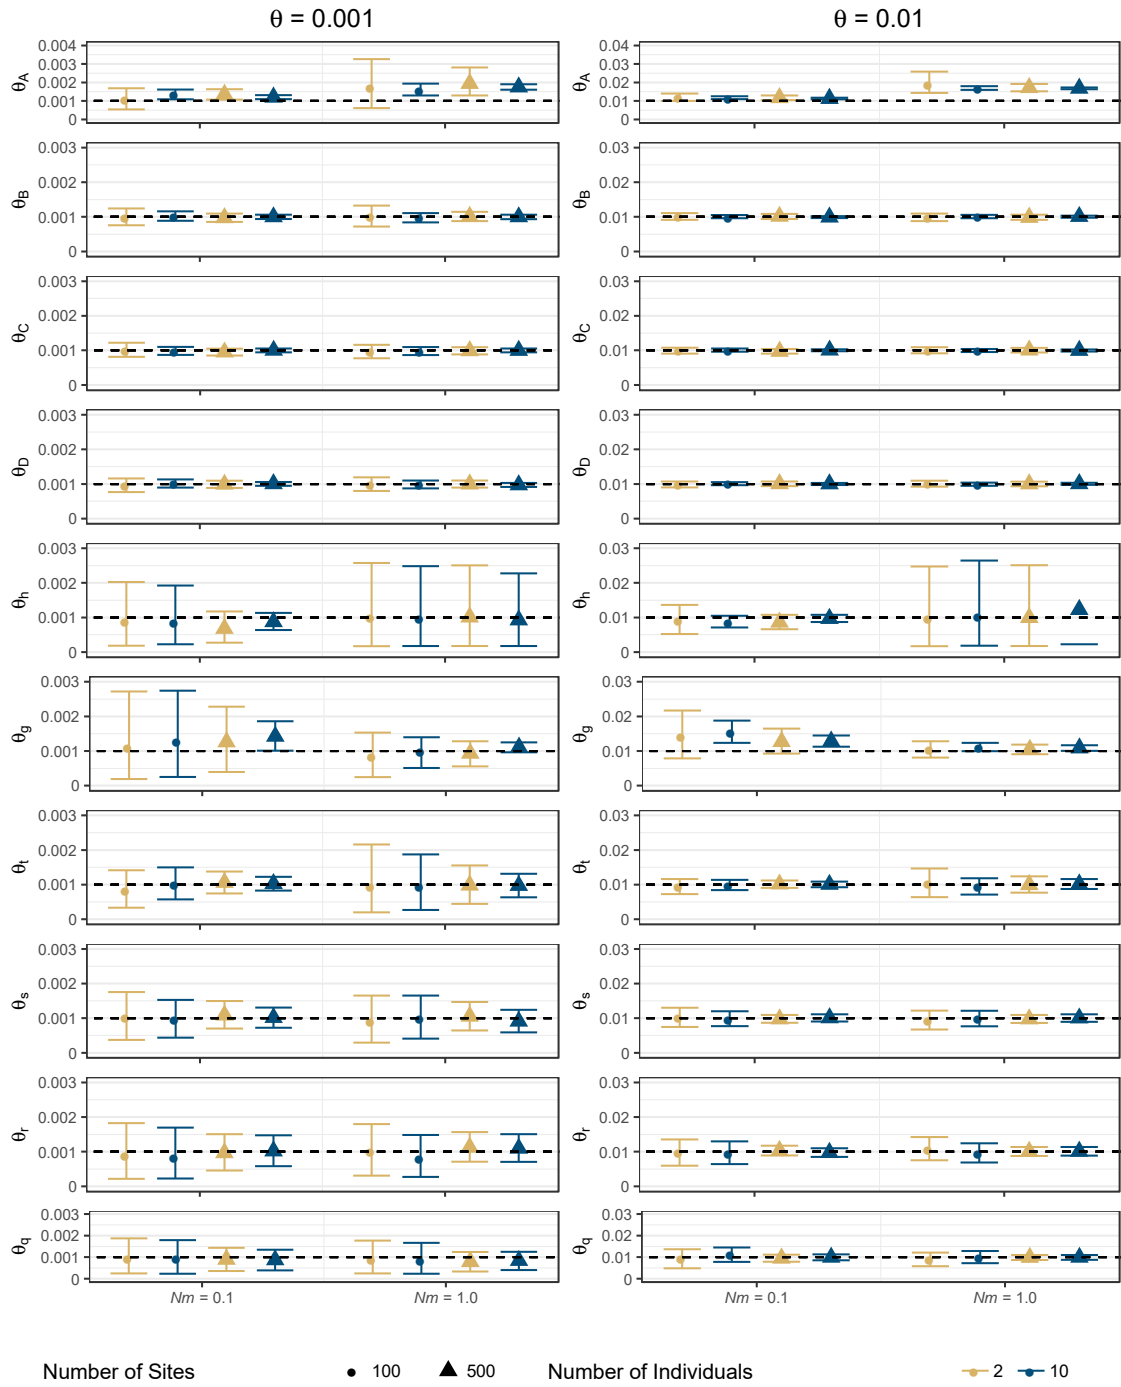 θ = 0.001 θ = 0.01
θA 0.004 0.002 0.001 0 θA 0.04 0.02 0.01 0
θB 0.003 0.002 0.001 0 θB 0.03 0.02 0.01 0
θC 0.003 0.002 0.001 0 θC 0.03 0.02 0.01 0
θD 0.003 0.002 0.001 0 θD 0.03 0.02 0.01 0
θh 0.003 0.002 0.001 0 θh 0.03 0.02 0.01 0
θg 0.003 0.002 0.001 0 θg 0.03 0.02 0.01 0
θt 0.003 0.002 0.001 0 θt 0.03 0.02 0.01 0
θs 0.003 0.002 0.001 0 θs 0.03 0.02 0.01 0
θr 0.003 0.002 0.001 0 θr 0.03 0.02 0.01 0
θq 0.003 0.002 0.001 0 θq 0.03 0.02 0.01 0
Nm = 0.1 Nm = 1.0 Nm = 0.1 Nm = 1.0
Number of Sites 100 500 Number of Individuals 2 10